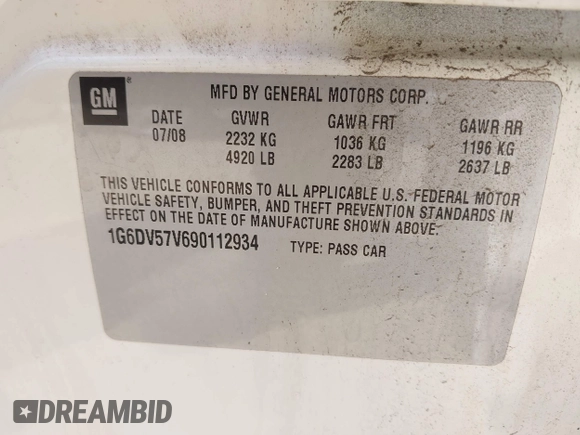 GM
MFD BY GENERAL MOTORS CORP.
DATE GVWR GAWR FRT GAWR RR
07/08 2232 KG 1036 KG 1196 KG
4920 LB 2283 LB 2637 LB
THIS VEHICLE CONFORMS TO ALL APPLICABLE U.S. FEDERAL MOTOR
VEHICLE SAFETY, BUMPER, AND THEFT PREVENTION STANDARDS IN
EFFECT ON THE DATE OF MANUFACTURE SHOWN ABOVE.
1G6DV57V690112934 TYPE: PASS CAR
DREAMBID